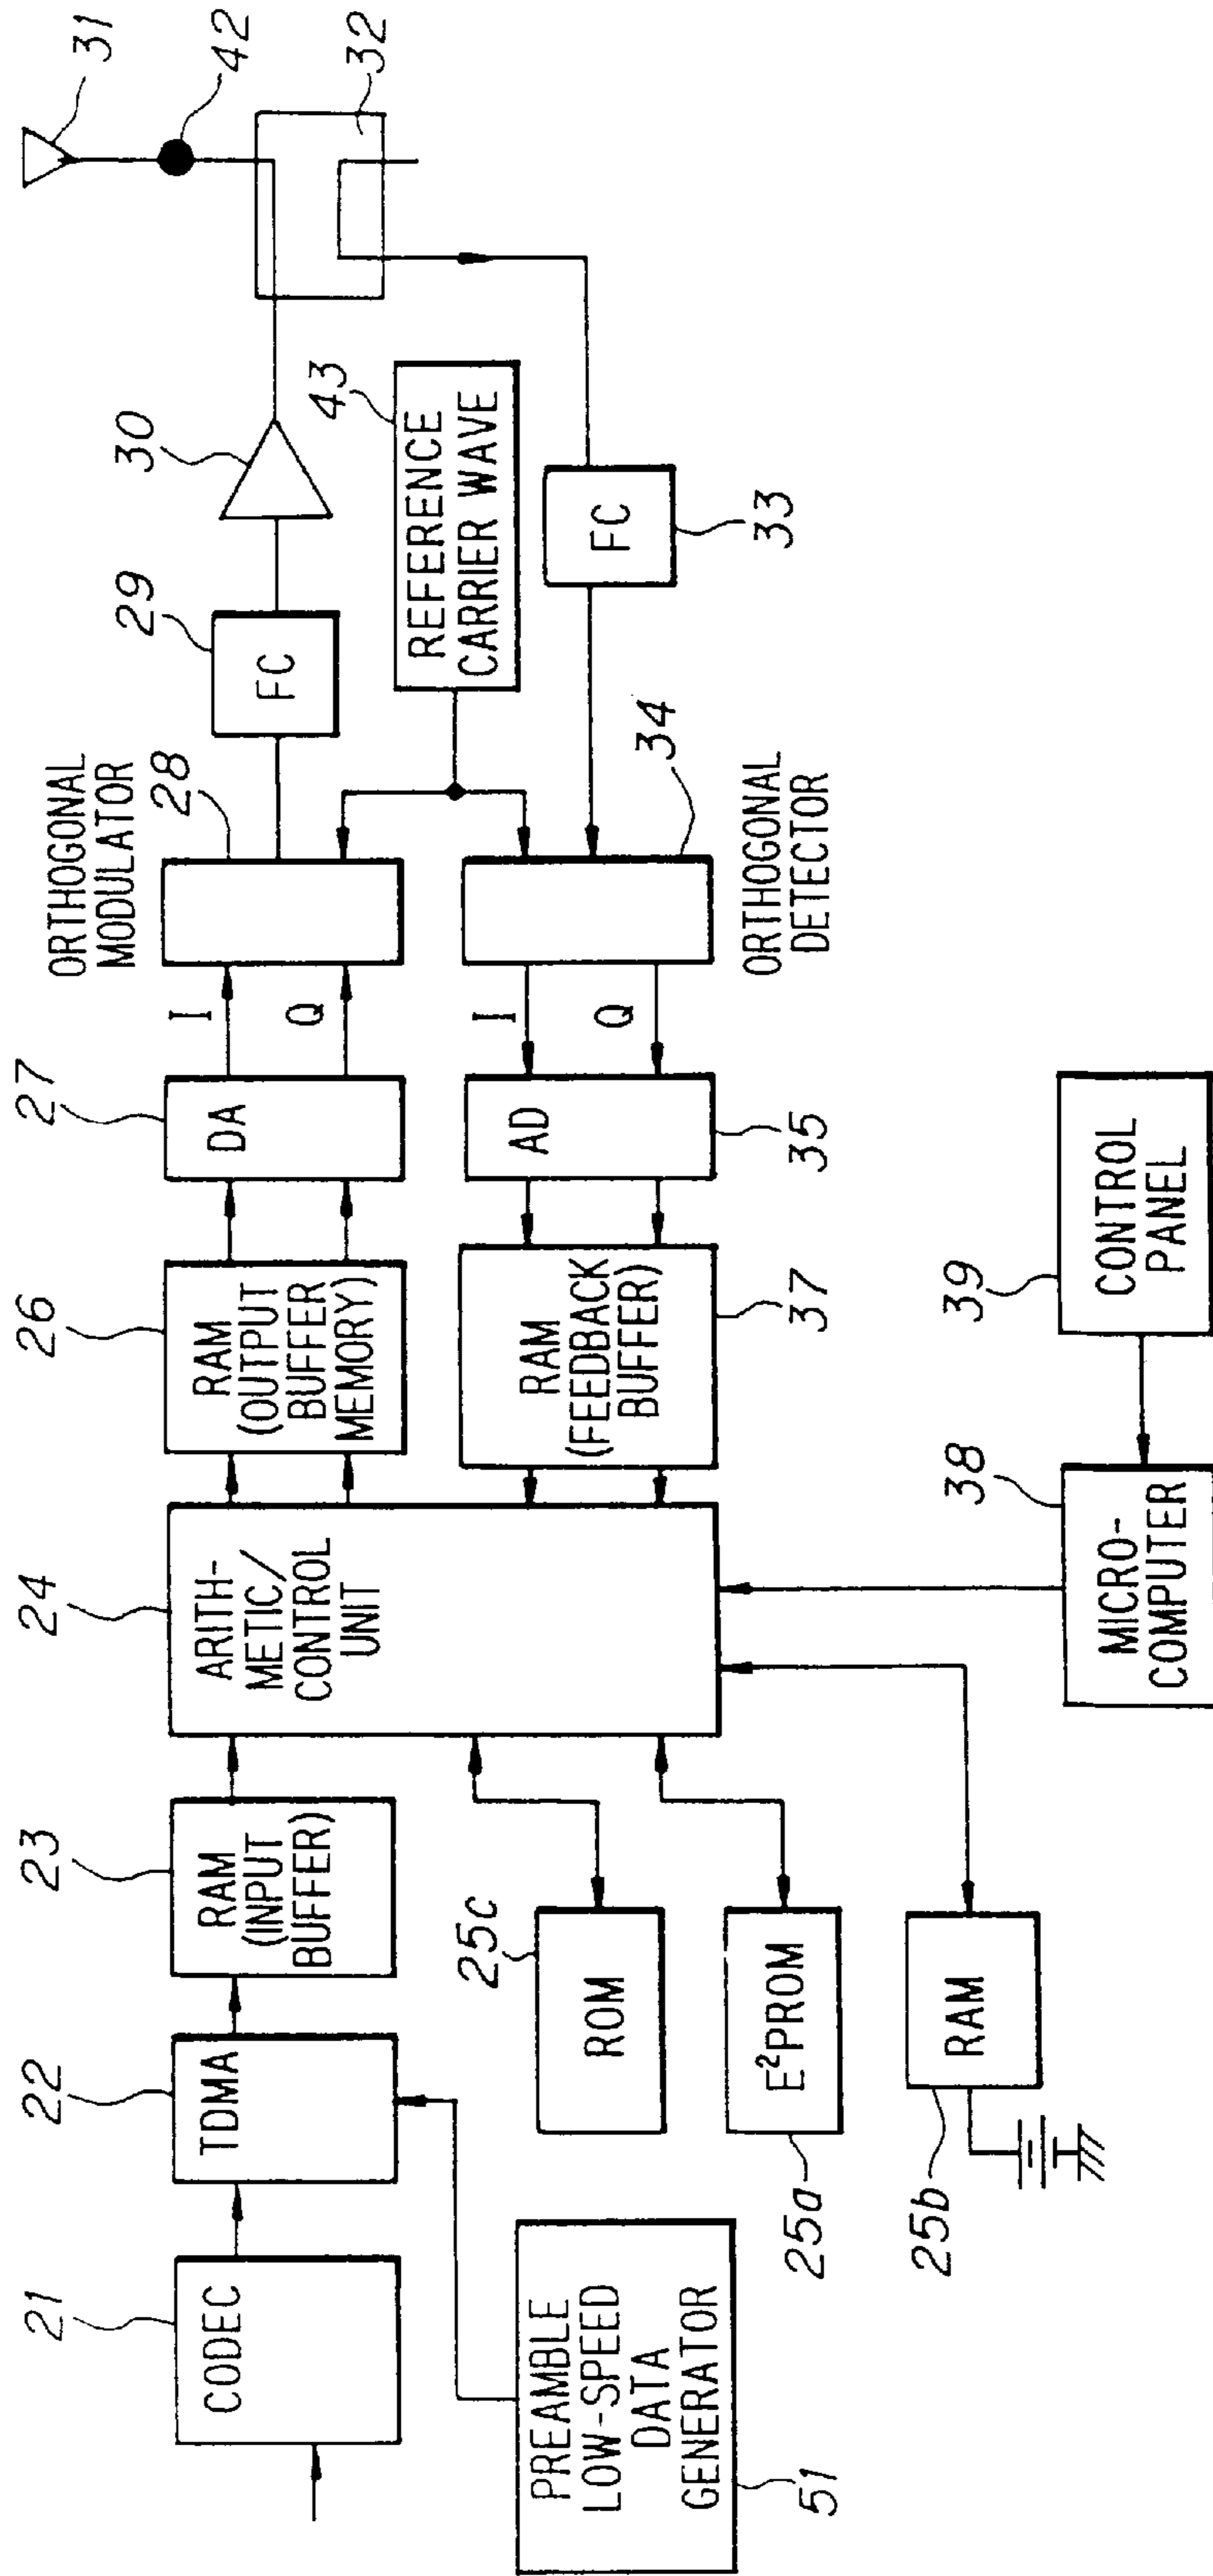 21
CODEC
22
TDMA
23
RAM
(INPUT
BUFFER)
24
ARITH-
METIC/
CONTROL
UNIT
26
RAM
(OUTPUT
BUFFER
MEMORY)
27
DA
I
Q
ORTHOGONAL
MODULATOR
28
29
FC
30
31
42
32
43
REFERENCE
CARRIER WAVE
FC
33
34
ORTHOGONAL
DETECTOR
I
Q
AD
35
RAM
(FEEDBACK
BUFFER)
37
PREAMBLE
LOW-SPEED
DATA
GENERATOR
51
25c
ROM
E²PROM
25a
RAM
25b
38
MICRO-
COMPUTER
39
CONTROL
PANEL